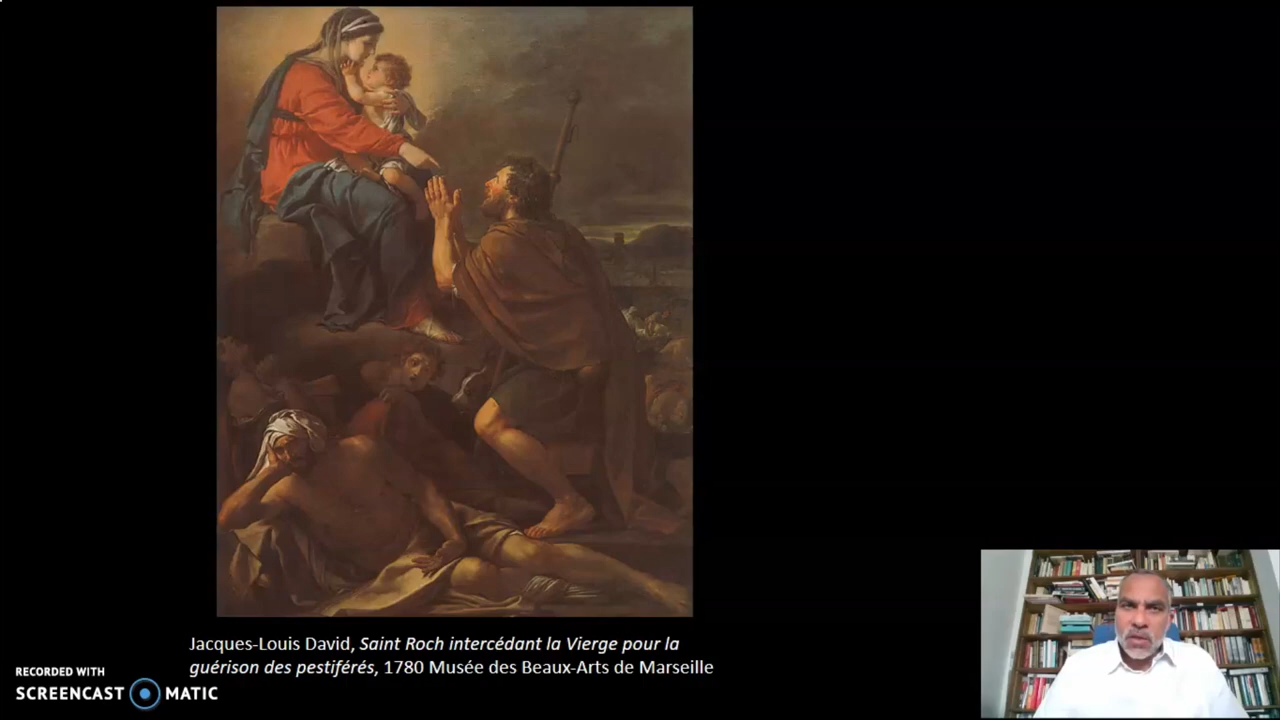 Jacques-Louis David, Saint Roch intercédant la Vierge pour la
guérison des pestiférés, 1780 Musée des Beaux-Arts de Marseille
RECORDED WITH
SCREENCAST MATIC